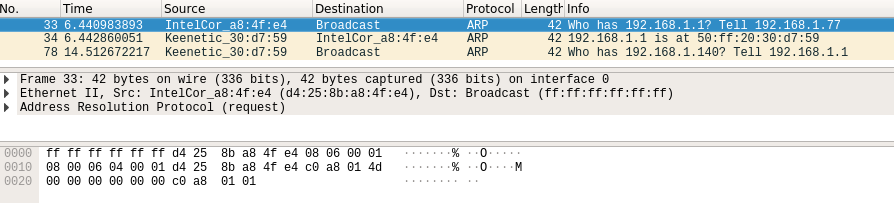 No. Time Source Destination Protocol Length Info
33 6.440983893 IntelCor_a8:4f:e4 Broadcast ARP 42 Who has 192.168.1.1? Tell 192.168.1.77
34 6.442860051 Keenetic_30:d7:59 IntelCor_a8:4f:e4 ARP 42 192.168.1.1 is at 50:ff:20:30:d7:59
78 14.512672217 Keenetic_30:d7:59 Broadcast ARP 42 Who has 192.168.1.140? Tell 192.168.1.1
Frame 33: 42 bytes on wire (336 bits), 42 bytes captured (336 bits) on interface 0
Ethernet II, Src: IntelCor_a8:4f:e4 (d4:25:8b:a8:4f:e4), Dst: Broadcast (ff:ff:ff:ff:ff:ff)
Address Resolution Protocol (request)
0000 ff ff ff ff ff ff d4 25 8b a8 4f e4 08 06 00 01 ·······% ··O·····
0010 08 00 06 04 00 01 d4 25 8b a8 4f e4 c0 a8 01 4d ·······% ··O····M
0020 00 00 00 00 00 00 c0 a8 01 01 ········ ··